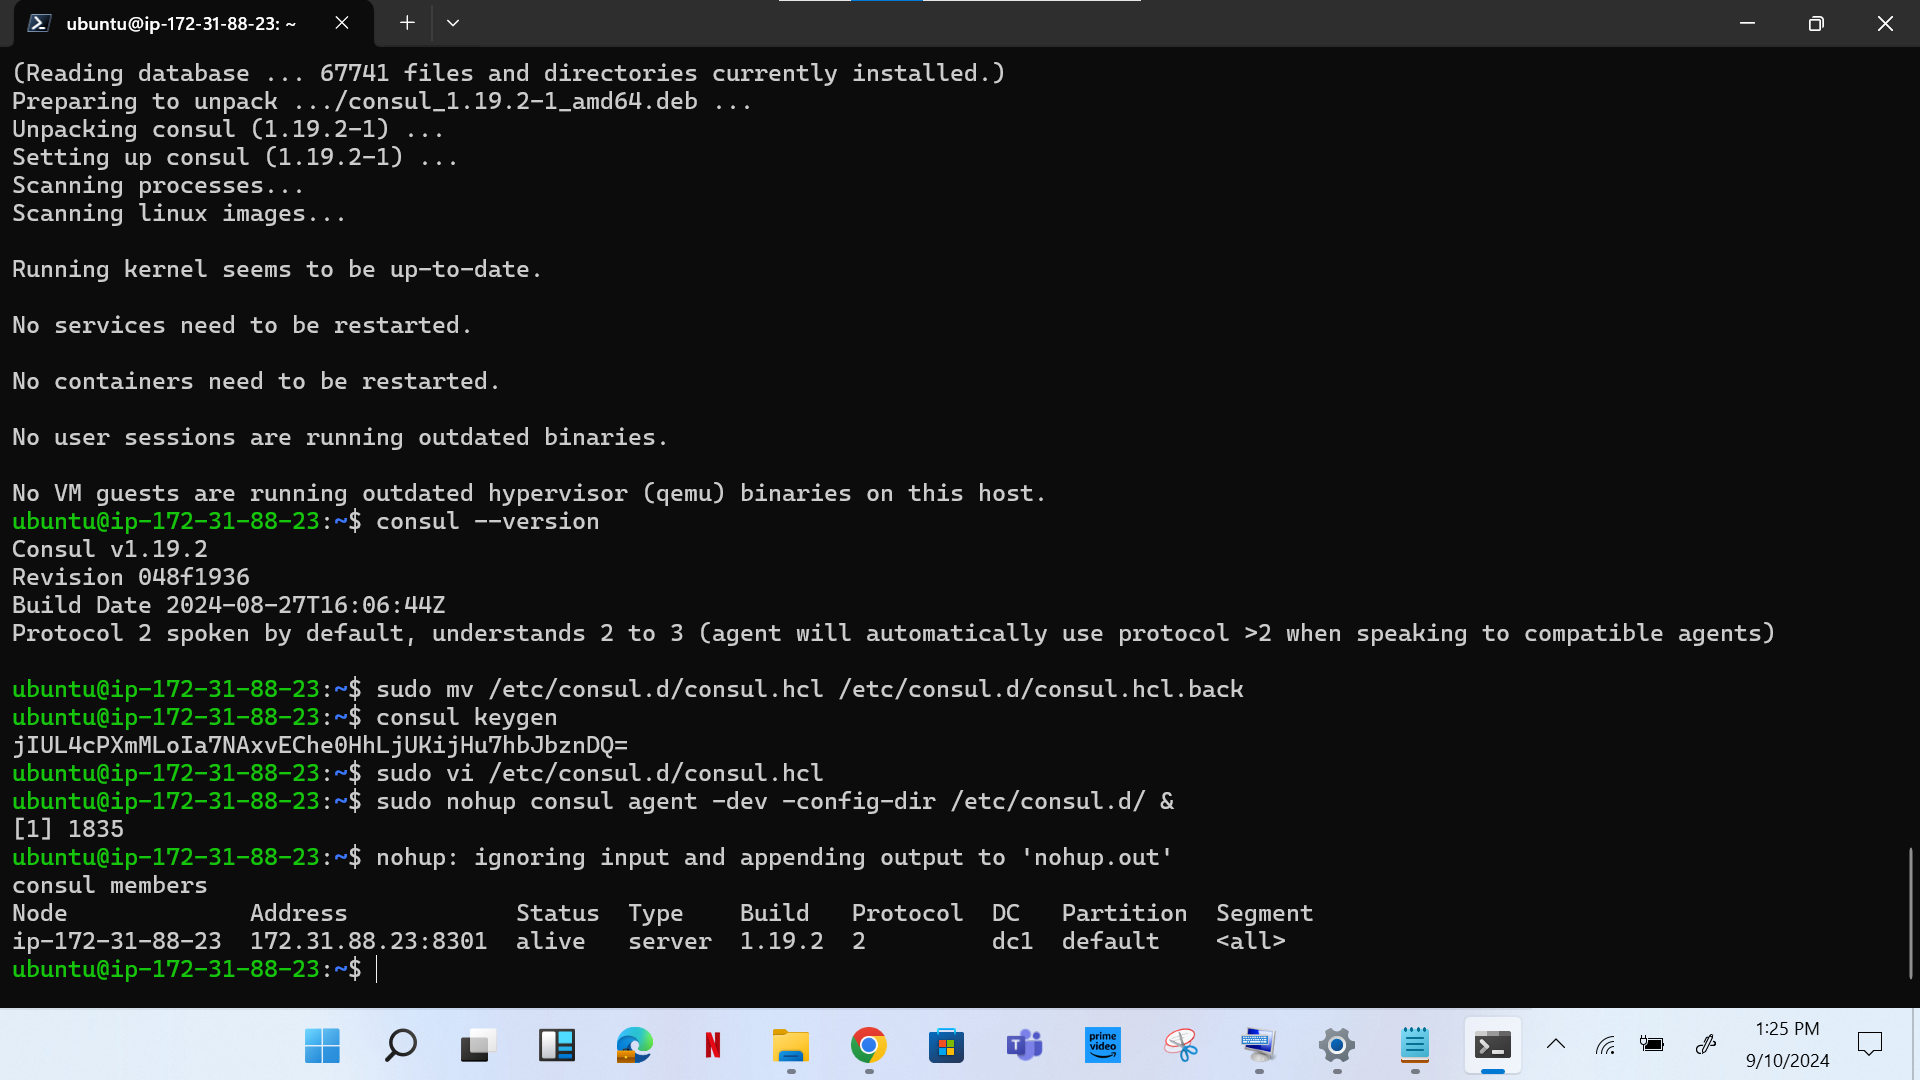 ubuntu@ip-172-31-88-23: ~
(Reading database ... 67741 files and directories currently installed.)
Preparing to unpack .../consul_1.19.2-1_amd64.deb ...
Unpacking consul (1.19.2-1) ...
Setting up consul (1.19.2-1) ...
Scanning processes...
Scanning linux images...
Running kernel seems to be up-to-date.
No services need to be restarted.
No containers need to be restarted.
No user sessions are running outdated binaries.
No VM guests are running outdated hypervisor (qemu) binaries on this host.
ubuntu@ip-172-31-88-23:~$ consul --version
Consul v1.19.2
Revision 048f1936
Build Date 2024-08-27T16:06:44Z
Protocol 2 spoken by default, understands 2 to 3 (agent will automatically use protocol >2 when speaking to compatible agents)
ubuntu@ip-172-31-88-23:~$ sudo mv /etc/consul.d/consul.hcl /etc/consul.d/consul.hcl.back
ubuntu@ip-172-31-88-23:~$ consul keygen
jIUL4cPXmMLoIa7NAxvEChe0HhLjUKijHu7hbJbznDQ=
ubuntu@ip-172-31-88-23:~$ sudo vi /etc/consul.d/consul.hcl
ubuntu@ip-172-31-88-23:~$ sudo nohup consul agent -dev -config-dir /etc/consul.d/ &
[1] 1835
ubuntu@ip-172-31-88-23:~$ nohup: ignoring input and appending output to 'nohup.out'
consul members
Node Address Status Type Build Protocol DC Partition Segment
ip-172-31-88-23 172.31.88.23:8301 alive server 1.19.2 2 dc1 default <all>
ubuntu@ip-172-31-88-23:~$
N
T
prime video
1:25 PM
9/10/2024